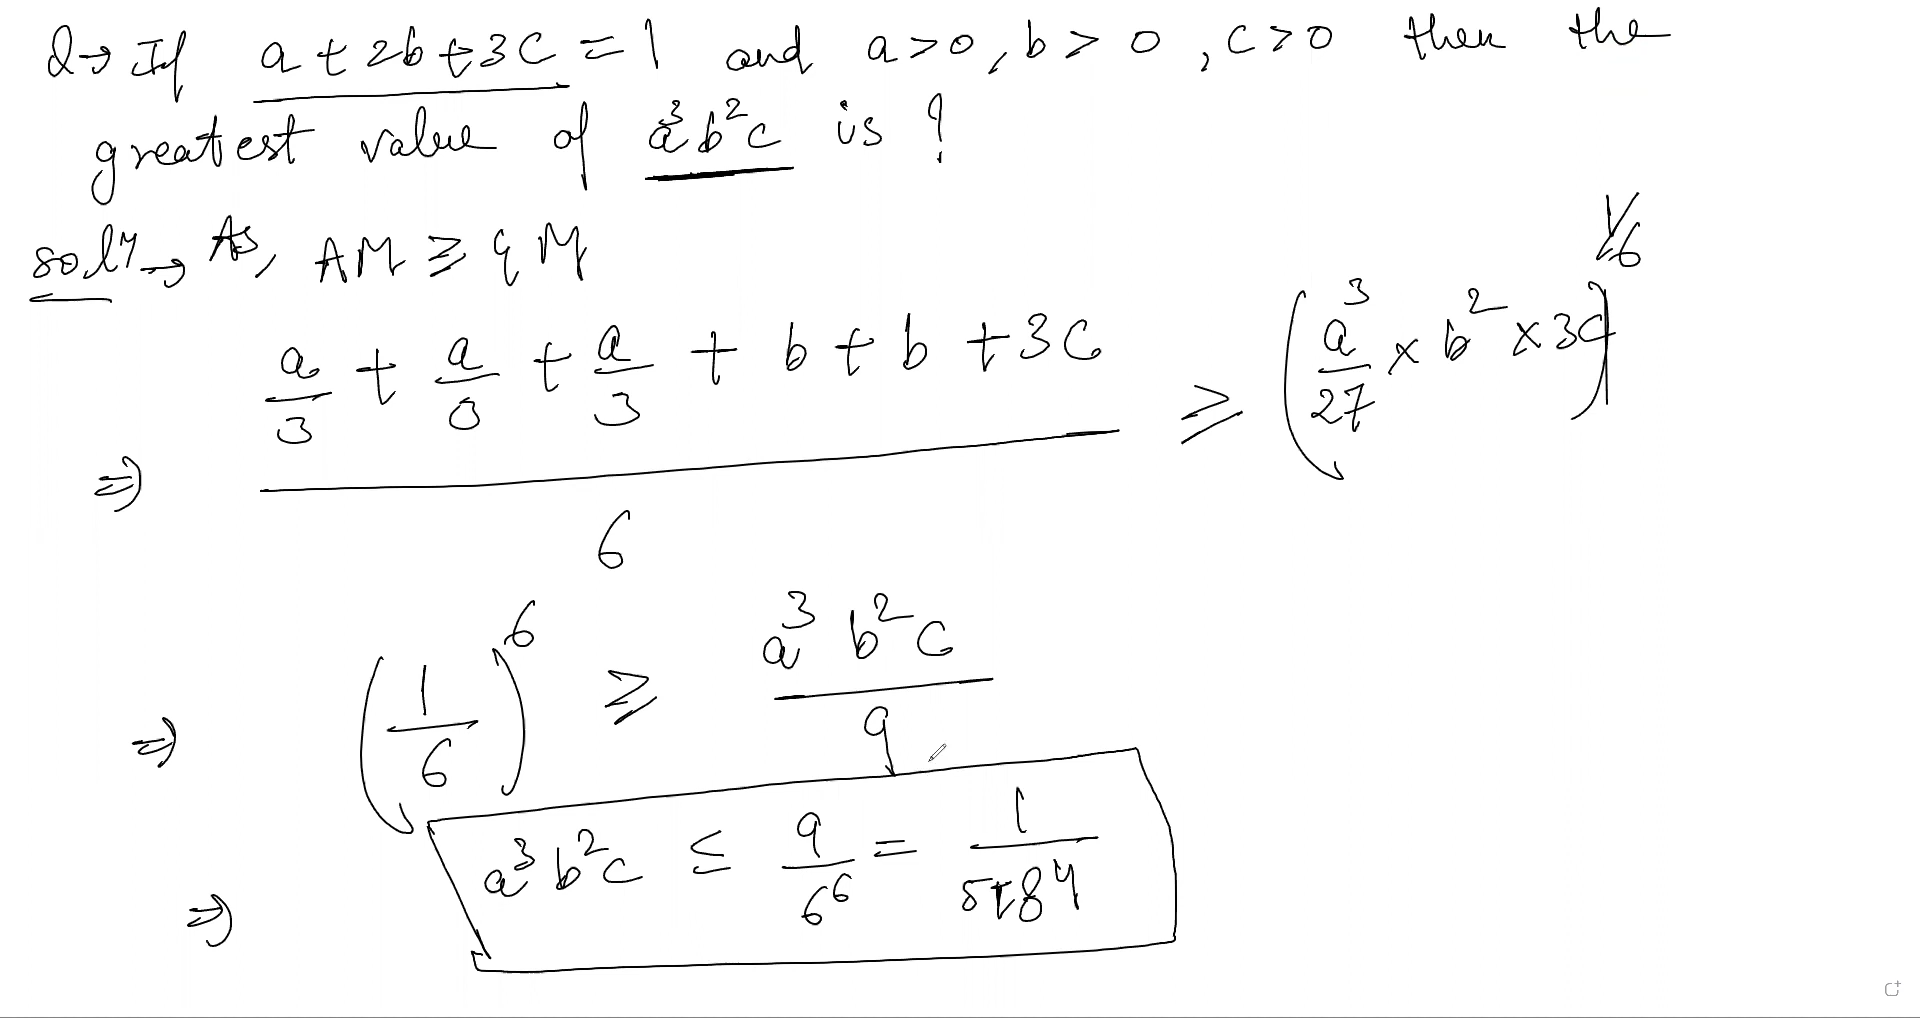 Q→ If a + 2b + 3c = 1 and a > 0, b > 0, c > 0 then the
greatest value of a³b²c is ?
solⁿ→ As, AM ≥ GM
⇒ (a/3 + a/3 + a/3 + b + b + 3c)/6 ≥ (a³/27 × b² × 3c)^1/6
⇒ (1/6)^6 ≥ a³b²c/9
⇒ a³b²c ≤ 9/6^6 = 1/5184